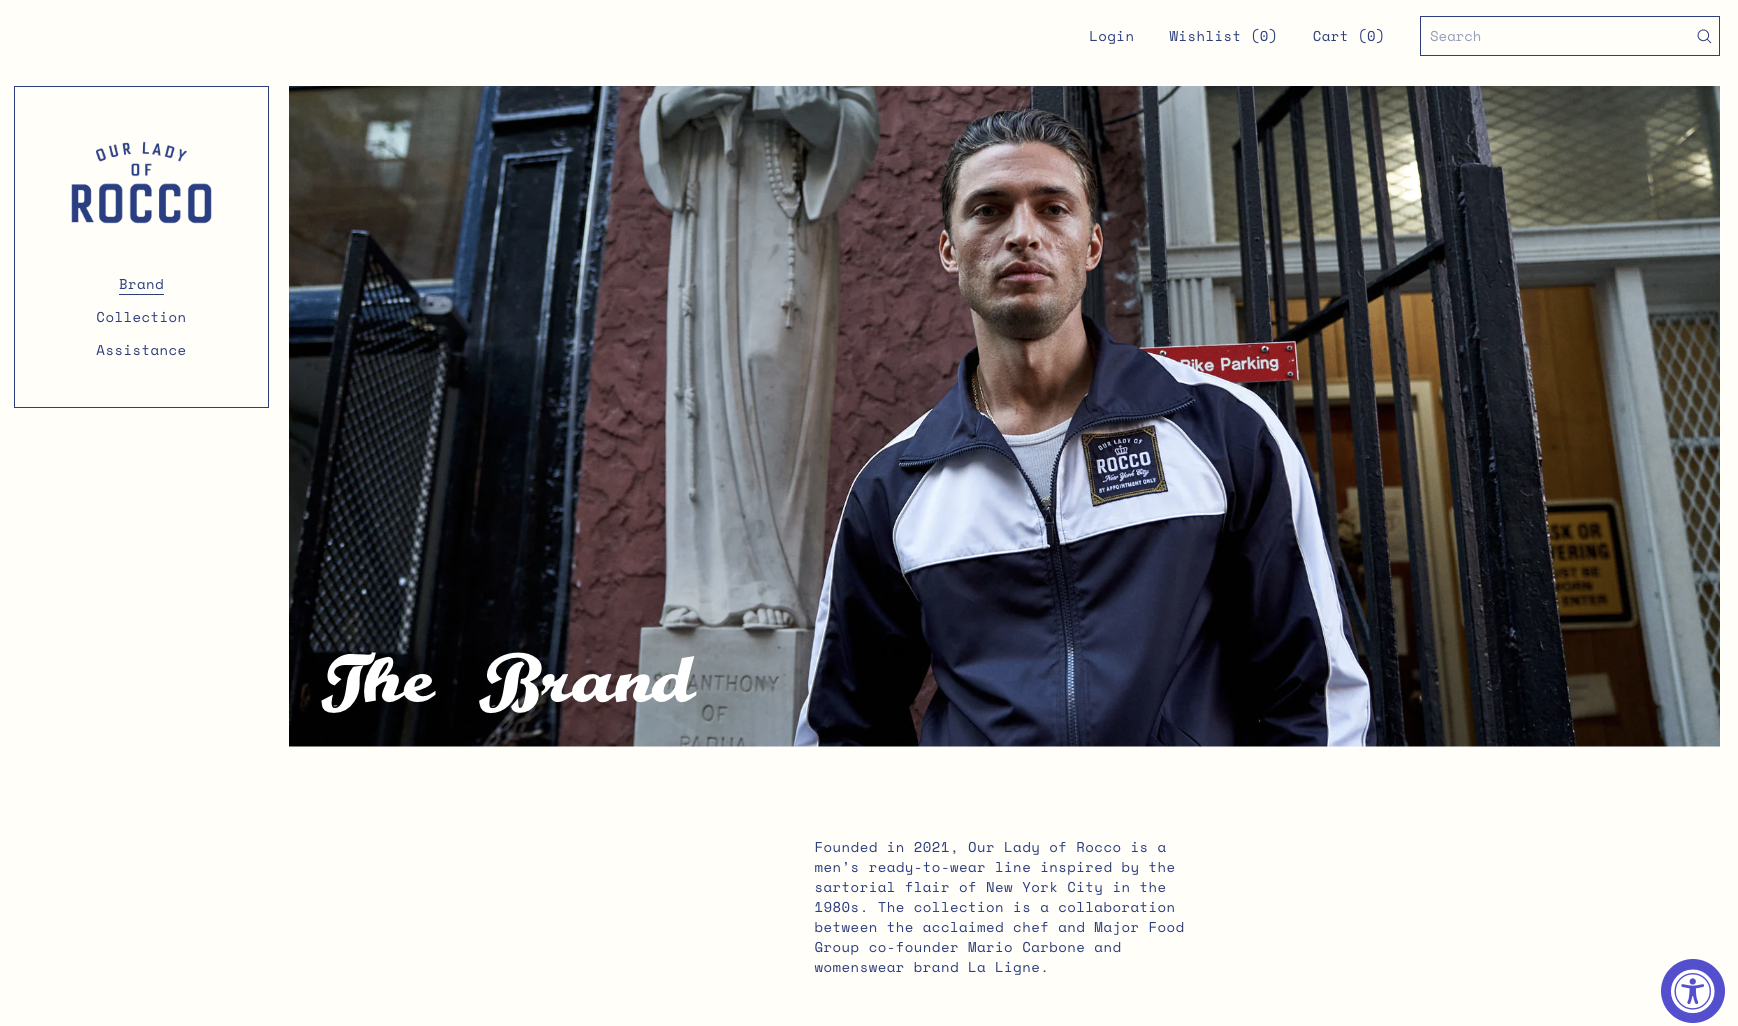 Login
Wishlist (0)
Cart (0)
Search
OUR LADY
OF
ROCCO
Brand
Collection
Assistance
Bike Parking
OUR LADY OF
ROCCO
New York City
BY APPOINTMENT ONLY
The Brand
ANTHONY
OF
PADUA
Founded in 2021, Our Lady of Rocco is a
men's ready-to-wear line inspired by the
sartorial flair of New York City in the
1980s. The collection is a collaboration
between the acclaimed chef and Major Food
Group co-founder Mario Carbone and
womenswear brand La Ligne.